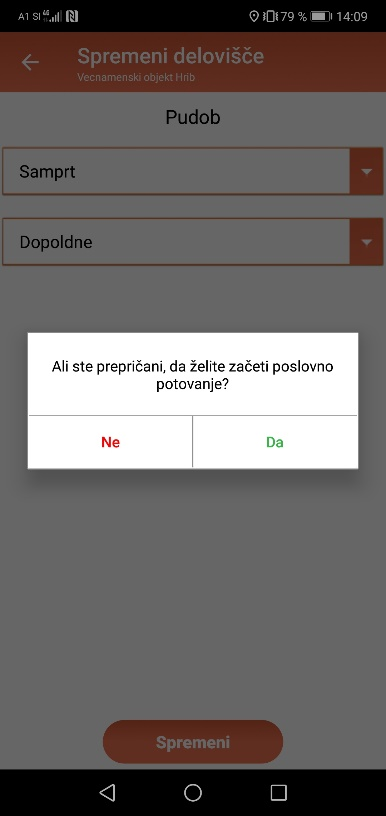 A1 SI 79 % 14:09
Spremeni delovišče
Vecnamenski objekt Hrib
Pudob
Samprt
Dopoldne
Ali ste prepričani, da želite začeti poslovno
potovanje?
Ne Da
Spremeni